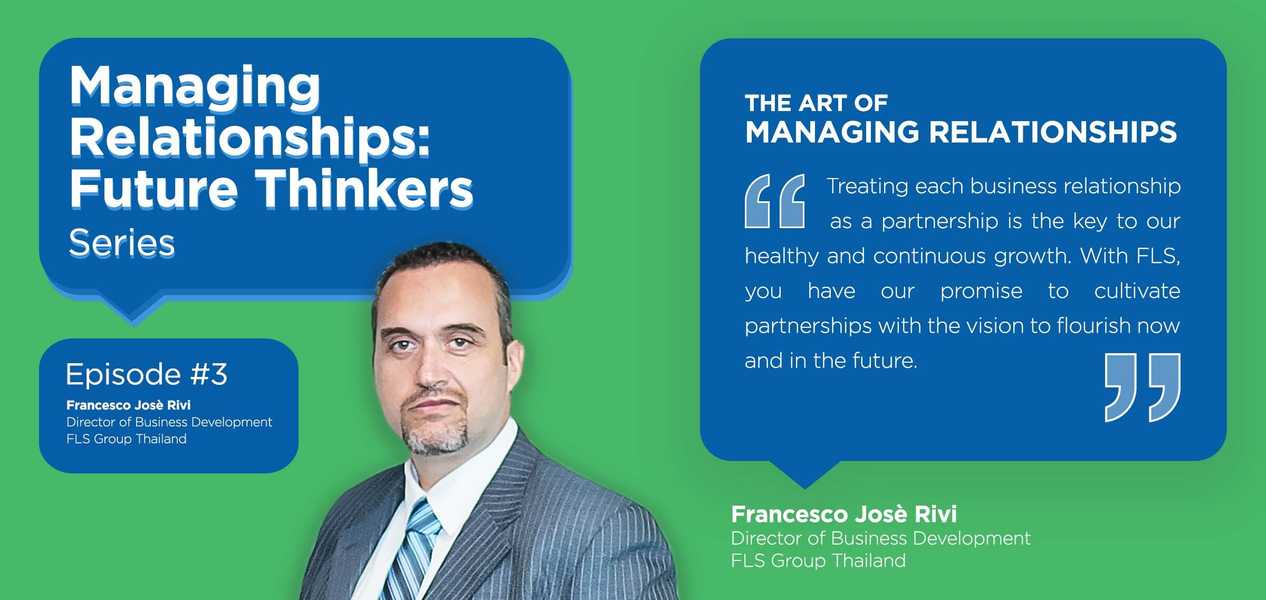 Managing
Relationships:
Future Thinkers
Series
Episode #3
Francesco Josè Rivi
Director of Business Development
FLS Group Thailand
THE ART OF
MANAGING RELATIONSHIPS
“ Treating each business relationship
as a partnership is the key to our
healthy and continuous growth. With FLS,
you have our promise to cultivate
partnerships with the vision to flourish now
and in the future. ”
Francesco Josè Rivi
Director of Business Development
FLS Group Thailand